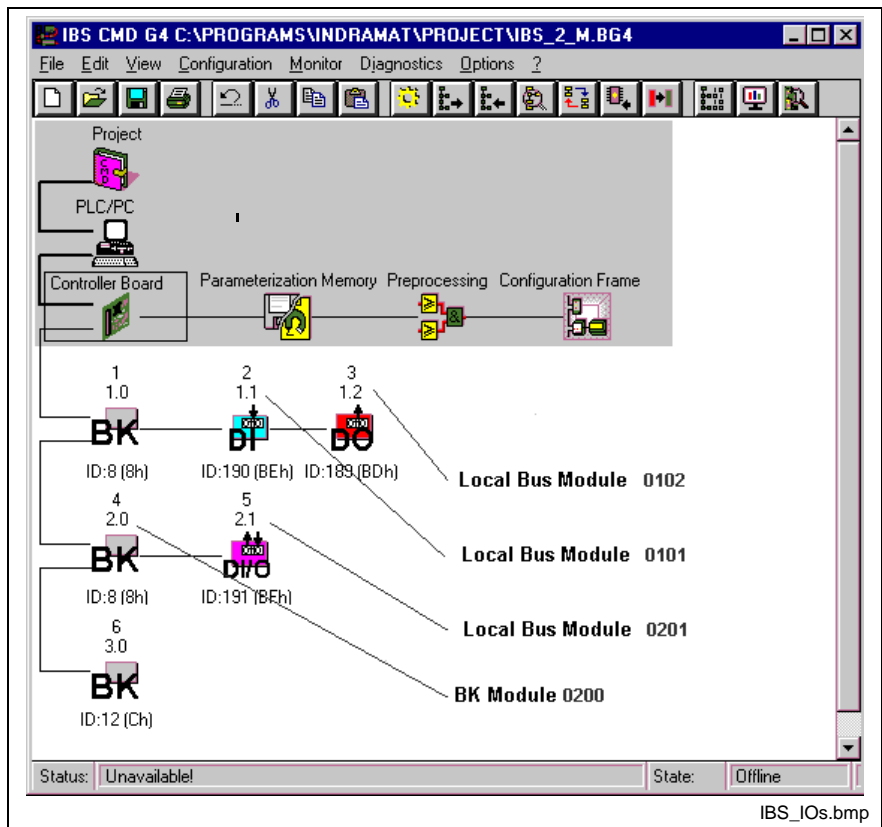 IBS CMD G4 C:\PROGRAMS\INDRAMAT\PROJECT\IBS_2_M.BG4
File Edit View Configuration Monitor Diagnostics Options ?
Project
CMD
PLC/PC
Controller Board Parameterization Memory Preprocessing Configuration Frame
&
1 2 3
1.0 1.1 1.2
BK DI DO
ID:8 (8h) ID:190 (BEh) ID:189 (BDh)
Local Bus Module 0102
4 5
2.0 2.1
Local Bus Module 0101
BK DI/O
ID:8 (8h) ID:191 (BFh)
6
3.0
Local Bus Module 0201
BK
BK Module 0200
ID:12 (Ch)
Status: Unavailable! State: Offline
IBS_IOs.bmp